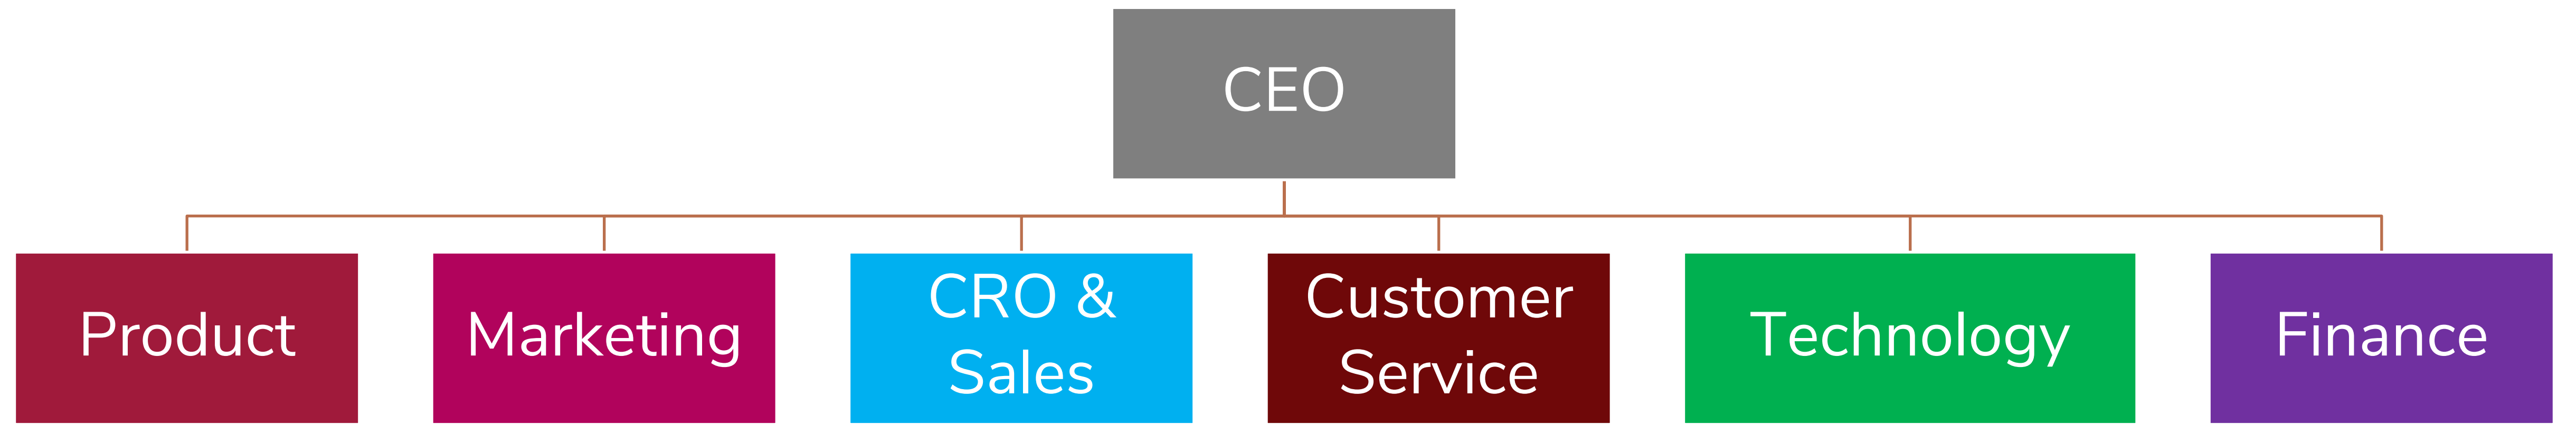 CEO
Product
Marketing
CRO &
Sales
Customer
Service
Technology
Finance